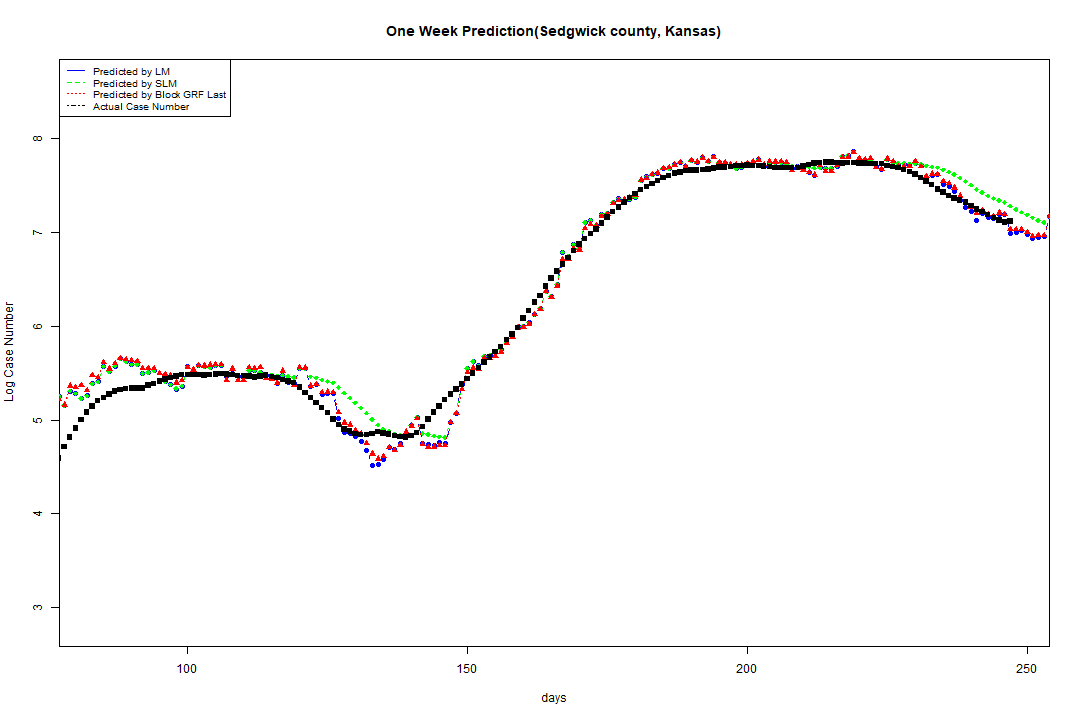 One Week Prediction(Sedgwick county, Kansas)
Predicted by LM
Predicted by SLM
Predicted by Block GRF Last
Actual Case Number
8
7
6
5
4
3
Log Case Number
100
150
200
250
days